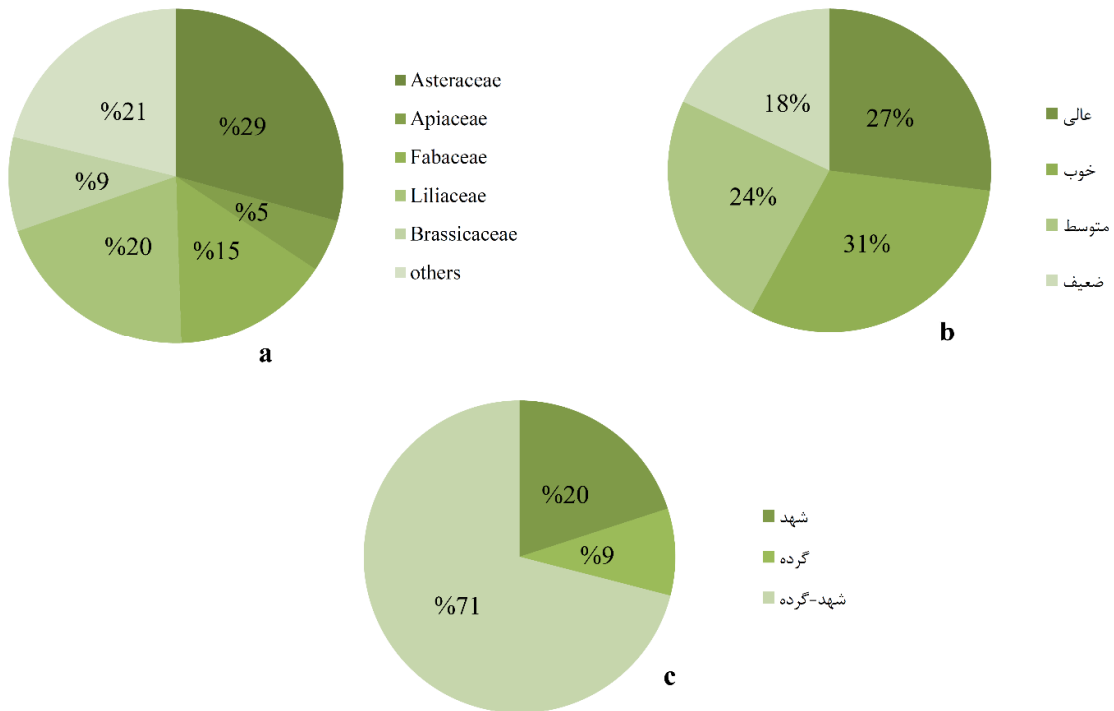 %29
%5
%15
%20
%9
%21
Asteraceae
Apiaceae
Fabaceae
Liliaceae
Brassicaceae
others
a
27%
31%
24%
18%
عالی
خوب
متوسط
ضعیف
b
%20
%9
%71
شهد
گرده
شهد-گرده
c